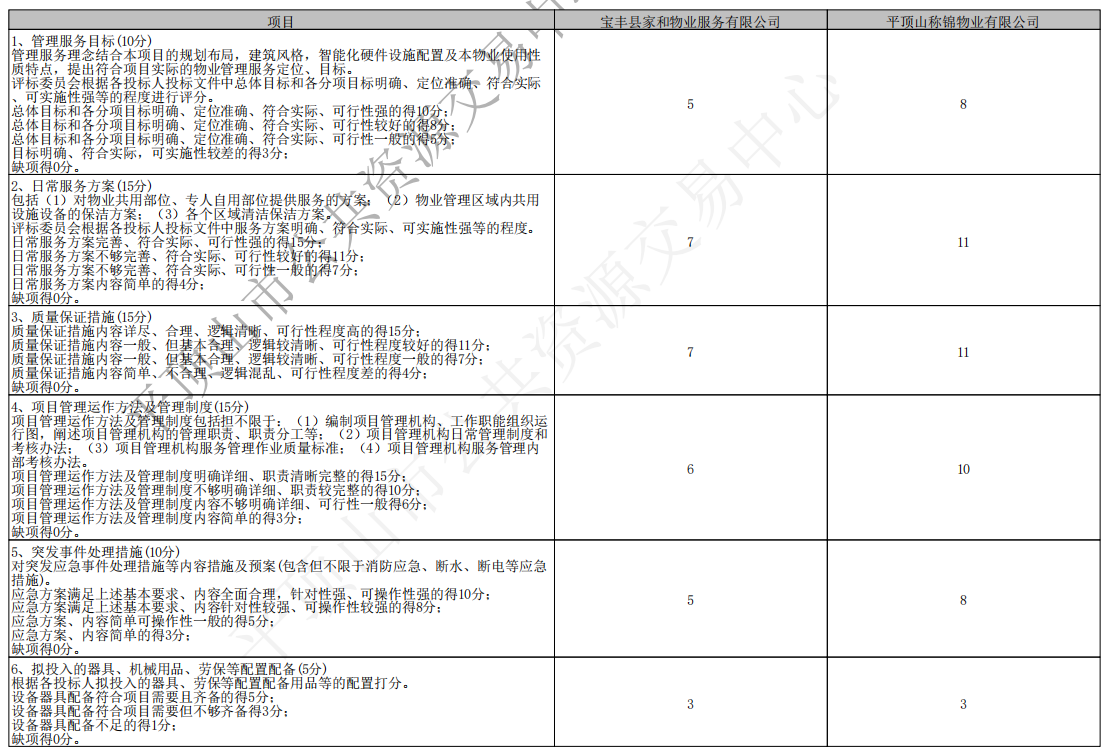 项目 宝丰县家和物业服务有限公司 平顶山称锦物业有限公司
1、管理服务目标(10分)
管理服务理念结合本项目的规划布局，建筑风格，智能化硬件设施配置及本物业使用性
质特点，提出符合项目实际的物业管理服务定位、目标。
评标委员会根据各投标人投标文件中总体目标和各分项目标明确、定位准确、符合实际
、可实施性强等的程度进行评分。
总体目标和各分项目标明确、定位准确、符合实际、可行性强的得10分；
总体目标和各分项目标明确、定位准确、符合实际、可行性较好的得8分；
总体目标和各分项目标明确、定位准确、符合实际、可行性一般的得5分；
目标明确、符合实际，可实施性较差的得3分；
缺项得0分。
5 8
2、日常服务方案(15分)
包括（1）对物业共用部位、专人自用部位提供服务的方案；（2）物业管理区域内共用
设施设备的保洁方案；（3）各个区域清洁保洁方案。
评标委员会根据各投标人投标文件中服务方案明确、符合实际、可实施性强等的程度。
日常服务方案完善、符合实际、可行性强的得15分；
日常服务方案不够完善、符合实际、可行性较好的得11分；
日常服务方案不够完善、符合实际、可行性一般的得7分；
日常服务方案内容简单的得4分；
缺项得0分。
7 11
3、质量保证措施(15分)
质量保证措施内容详尽、合理、逻辑清晰、可行性程度高的得15分；
质量保证措施内容一般、但基本合理、逻辑较清晰、可行性程度较好的得11分；
质量保证措施内容一般、但基本合理、逻辑较清晰、可行性程度一般的得7分；
质量保证措施内容简单、不合理、逻辑混乱、可行性程度差的得4分；
缺项得0分。
7 11
4、项目管理运作方法及管理制度(15分)
项目管理运作方法及管理制度包括担不限于；（1）编制项目管理机构、工作职能组织运
行图，阐述项目管理机构的管理职责、职责分工等；（2）项目管理机构日常管理制度和
考核办法；（3）项目管理机构服务管理作业质量标准；（4）项目管理机构服务管理内
部考核办法。
项目管理运作方法及管理制度明确详细、职责清晰完整的得15分；
项目管理运作方法及管理制度不够明确详细、职责较完整的得10分；
项目管理运作方法及管理制度内容不够明确详细、可行性一般得6分；
项目管理运作方法及管理制度内容简单的得3分；
缺项得0分。
6 10
5、突发事件处理措施(10分)
对突发应急事件处理措施等内容措施及预案(包含但不限于消防应急、断水、断电等应急
措施)。
应急方案满足上述基本要求、内容全面合理，针对性强、可操作性强的得10分；
应急方案满足上述基本要求、内容针对性较强、可操作性较强的得8分；
应急方案、内容简单可操作性一般的得5分；
应急方案、内容简单的得3分；
缺项得0分。
5 8
6、拟投入的器具、机械用品、劳保等配置配备(5分)
根据各投标人拟投入的器具、劳保等配置配备用品等的配置打分。
设备器具配备符合项目需要且齐备的得5分；
设备器具配备符合项目需要但不够齐备得3分；
设备器具配备不足的得1分；
缺项得0分。
3 3
平顶山市公共资源交易中
平顶山市公共资源交易中心